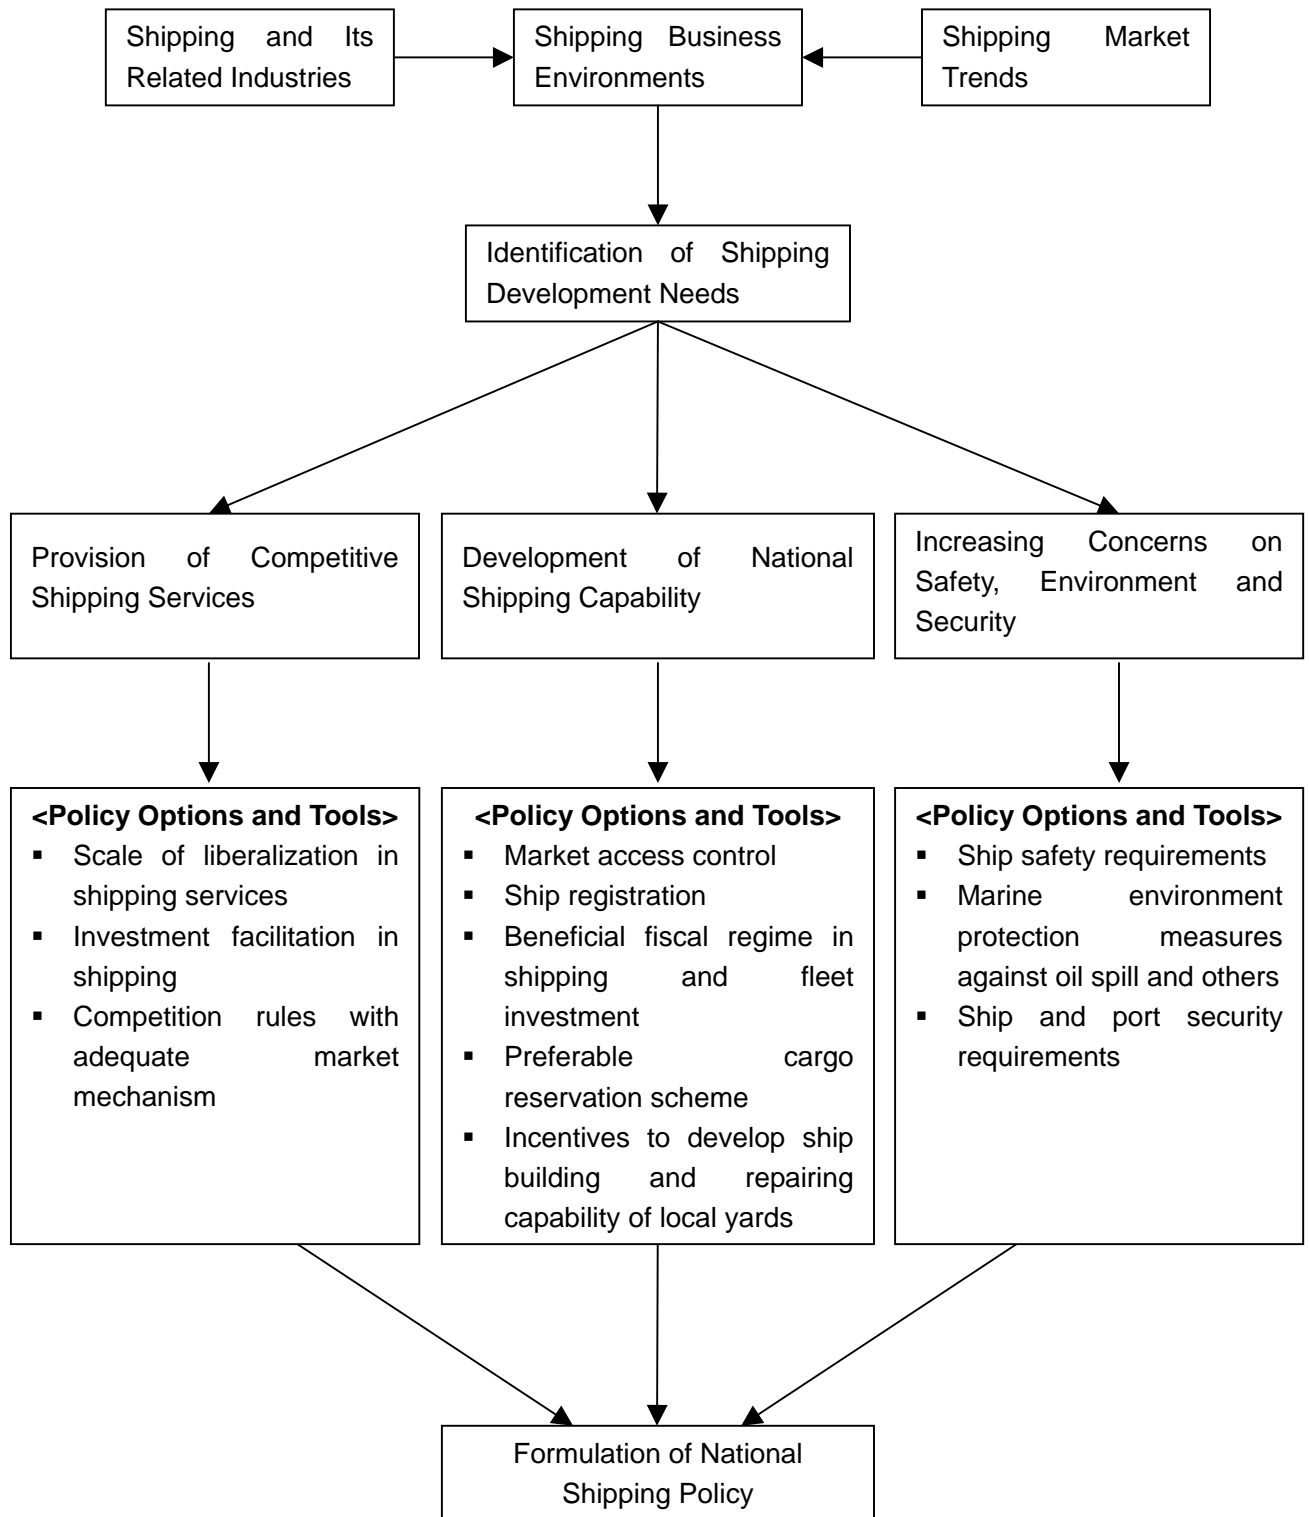 Shipping and Its
Related Industries
Shipping Business
Environments
Shipping Market
Trends
Identification of Shipping
Development Needs
Provision of Competitive
Shipping Services
Development of National
Shipping Capability
Increasing Concerns on
Safety, Environment and
Security
<Policy Options and Tools>
▪ Scale of liberalization in
shipping services
▪ Investment facilitation in
shipping
▪ Competition rules with
adequate market
mechanism
<Policy Options and Tools>
▪ Market access control
▪ Ship registration
▪ Beneficial fiscal regime in
shipping and fleet
investment
▪ Preferable cargo
reservation scheme
▪ Incentives to develop ship
building and repairing
capability of local yards
<Policy Options and Tools>
▪ Ship safety requirements
▪ Marine environment
protection measures
against oil spill and others
▪ Ship and port security
requirements
Formulation of National
Shipping Policy